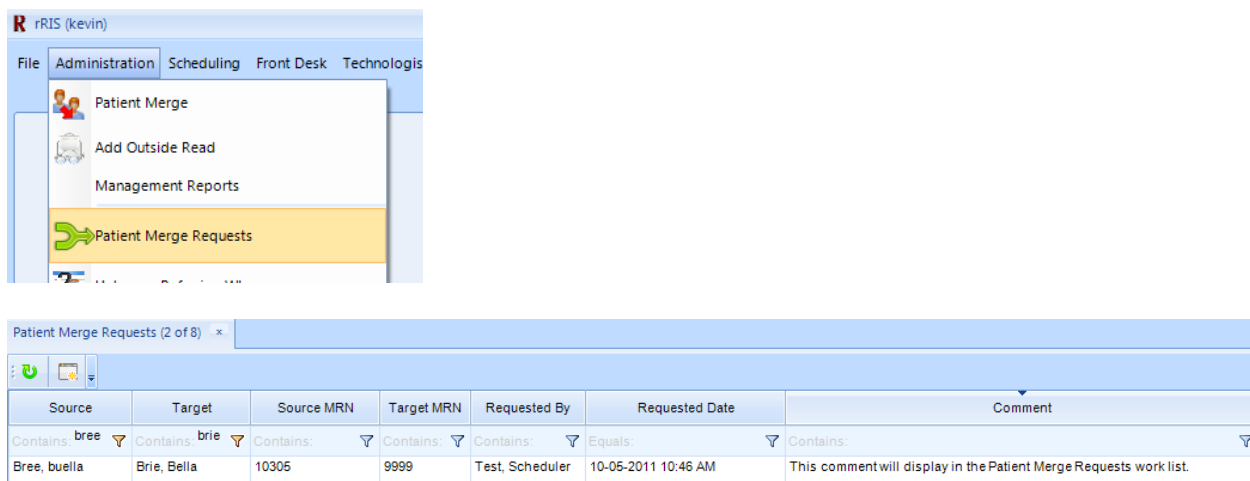 R rRIS (kevin)
File Administration Scheduling Front Desk Technologis
Patient Merge
Add Outside Read
Management Reports
Patient Merge Requests
Patient Merge Requests (2 of 8) x
Source Target Source MRN Target MRN Requested By Requested Date Comment
Contains: bree Contains: brie Contains: Contains: Contains: Equals: Contains:
Bree, buella Brie, Bella 10305 9999 Test, Scheduler 10-05-2011 10:46 AM This comment will display in the Patient Merge Requests work list.